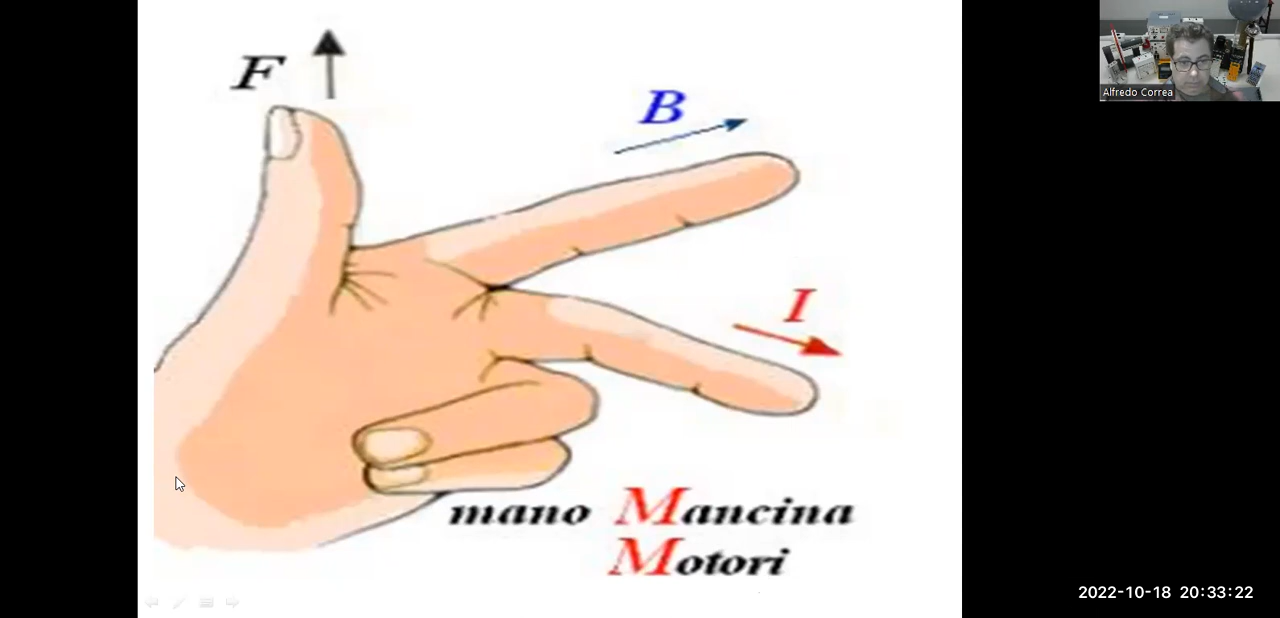 F
B
I
mano Mancina
Motori
Alfredo Correa
2022-10-18 20:33:22